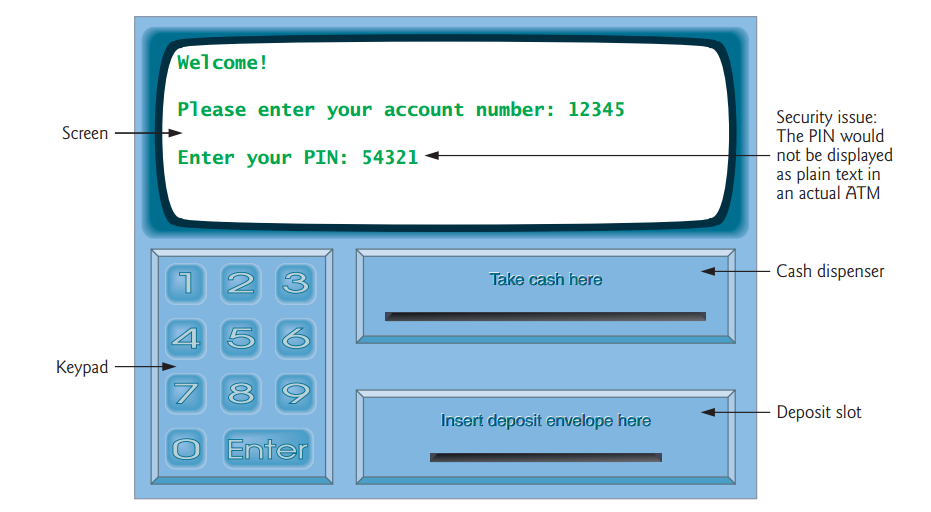 Welcome!
Please enter your account number: 12345
Enter your PIN: 54321
Screen
Security issue:
The PIN would
not be displayed
as plain text in
an actual ATM
1 2 3
4 5 6
7 8 9
0 Enter
Keypad
Take cash here
Cash dispenser
Insert deposit envelope here
Deposit slot